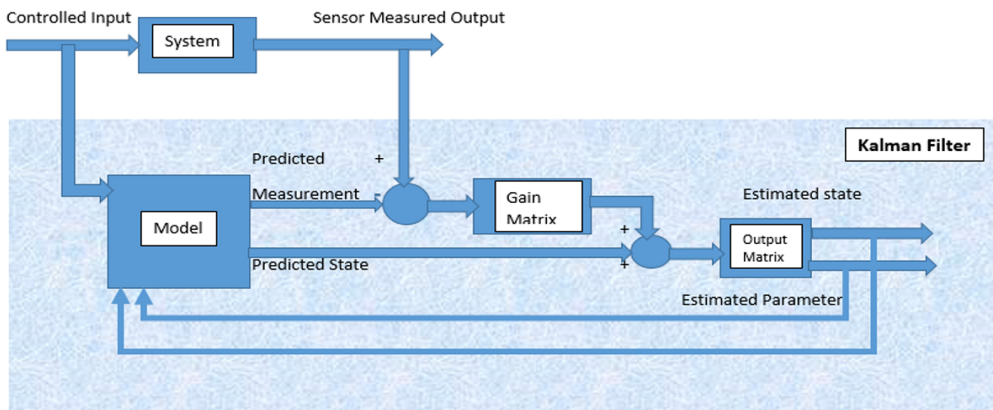 Controlled Input
Sensor Measured Output
System
Kalman Filter
Predicted
+
Measurement
-
Gain
Matrix
Estimated state
Model
+
Output
Matrix
Predicted State
+
Estimated Parameter